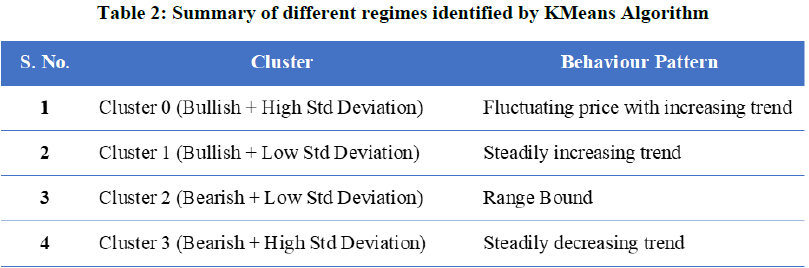 Table 2: Summary of different regimes identified by KMeans Algorithm
S. No. Cluster Behaviour Pattern
1 Cluster 0 (Bullish + High Std Deviation) Fluctuating price with increasing trend
2 Cluster 1 (Bullish + Low Std Deviation) Steadily increasing trend
3 Cluster 2 (Bearish + Low Std Deviation) Range Bound
4 Cluster 3 (Bearish + High Std Deviation) Steadily decreasing trend